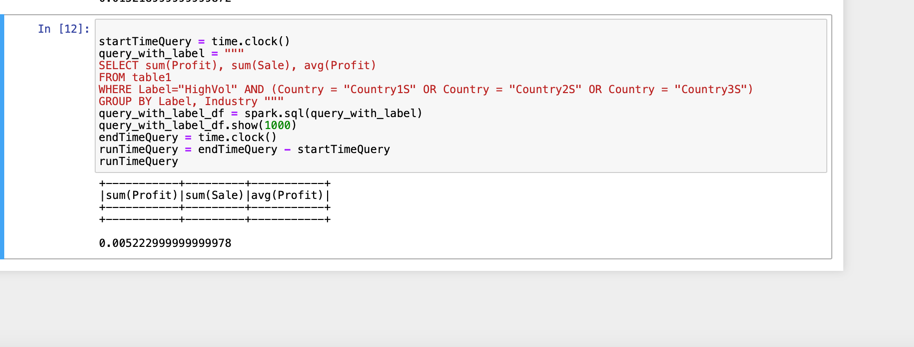 In [12]:
startTimeQuery = time.clock()
query_with_label = """
SELECT sum(Profit), sum(Sale), avg(Profit)
FROM table1
WHERE Label="HighVol" AND (Country = "Country1S" OR Country = "Country2S" OR Country = "Country3S")
GROUP BY Label, Industry """
query_with_label_df = spark.sql(query_with_label)
query_with_label_df.show(1000)
endTimeQuery = time.clock()
runTimeQuery = endTimeQuery - startTimeQuery
runTimeQuery
+-----------+---------+-----------+
|sum(Profit)|sum(Sale)|avg(Profit)|
+-----------+---------+-----------+
+-----------+---------+-----------+
0.005222999999999978